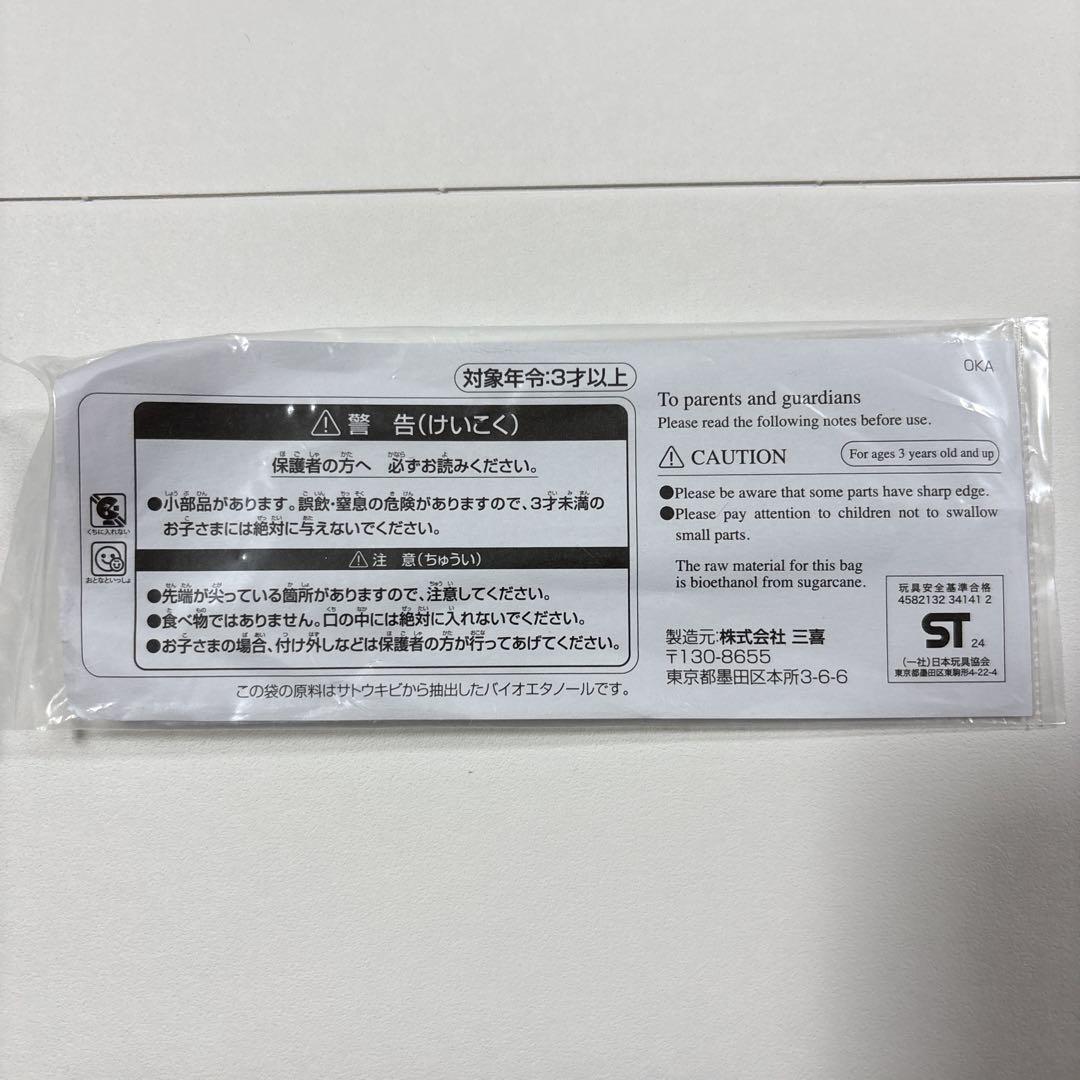 対象年令:3才以上
警 告(けいこく)
保護者の方へ 必ずお読みください。
●小部品があります。誤飲・窒息の危険がありますので、3才未満の
お子さまには絶対に与えないでください。
注 意(ちゅうい)
●先端が尖っている箇所がありますので、注意してください。
●食べ物ではありません。口の中には絶対に入れないでください。
●お子さまの場合、付け外しなどは保護者の方が行ってあげてください。
くちに入れない
おとなといっしょ
この袋の原料はサトウキビから抽出したバイオエタノールです。
OKA
To parents and guardians
Please read the following notes before use.
CAUTION
For ages 3 years old and up
●Please be aware that some parts have sharp edge.
●Please pay attention to children not to swallow
small parts.
The raw material for this bag
is bioethanol from sugarcane.
製造元:株式会社 三喜
〒130-8655
東京都墨田区本所3-6-6
玩具安全基準合格
4582132 34141 2
ST 24
(一社)日本玩具協会
東京都墨田区東駒形4-22-4